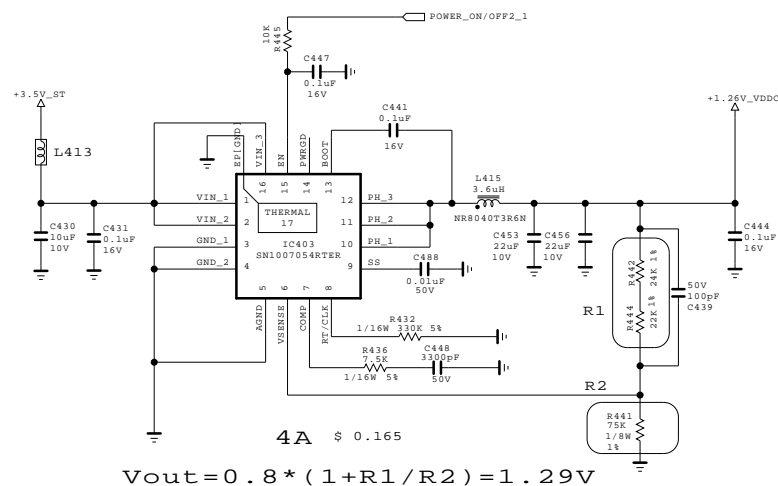 POWER_ON/OFF2_1
10K
R445
C447
0.1uF
16V
+3.5V_ST
L413
C441
0.1uF
16V
+1.26V_VDDC
EP[GND]
VIN_3
EN
PWRGD
BOOT
16
15
14
13
L415
3.6uH
NR8040T3R6N
VIN_1
1
VIN_2
2
GND_1
3
GND_2
4
THERMAL
17
IC403
SN1007054RTER
12
PH_3
11
PH_2
10
PH_1
9
SS
C430
10uF
10V
C431
0.1uF
16V
C488
0.01uF
50V
C453
22uF
10V
C456
22uF
10V
R442
24K 1%
R444
22K 1%
R1
50V
100pF
C439
C444
0.1uF
16V
5
6
7
8
AGND
VSENSE
COMP
RT/CLK
R432
1/16W 330K 5%
R436
7.5K
1/16W 5%
C448
3300pF
50V
R2
R441
75K
1/8W
1%
4A $ 0.165
Vout=0.8*(1+R1/R2)=1.29V